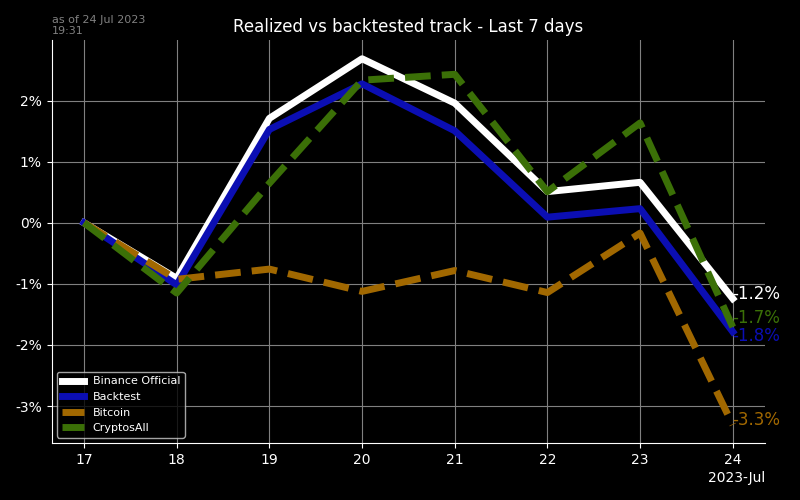 as of 24 Jul 2023
19:31
Realized vs backtested track - Last 7 days
2%
1%
0%
-1%
-2%
-3%
-1.2%
-1.7%
-1.8%
-3.3%
Binance Official
Backtest
Bitcoin
CryptosAll
17 18 19 20 21 22 23 24
2023-Jul